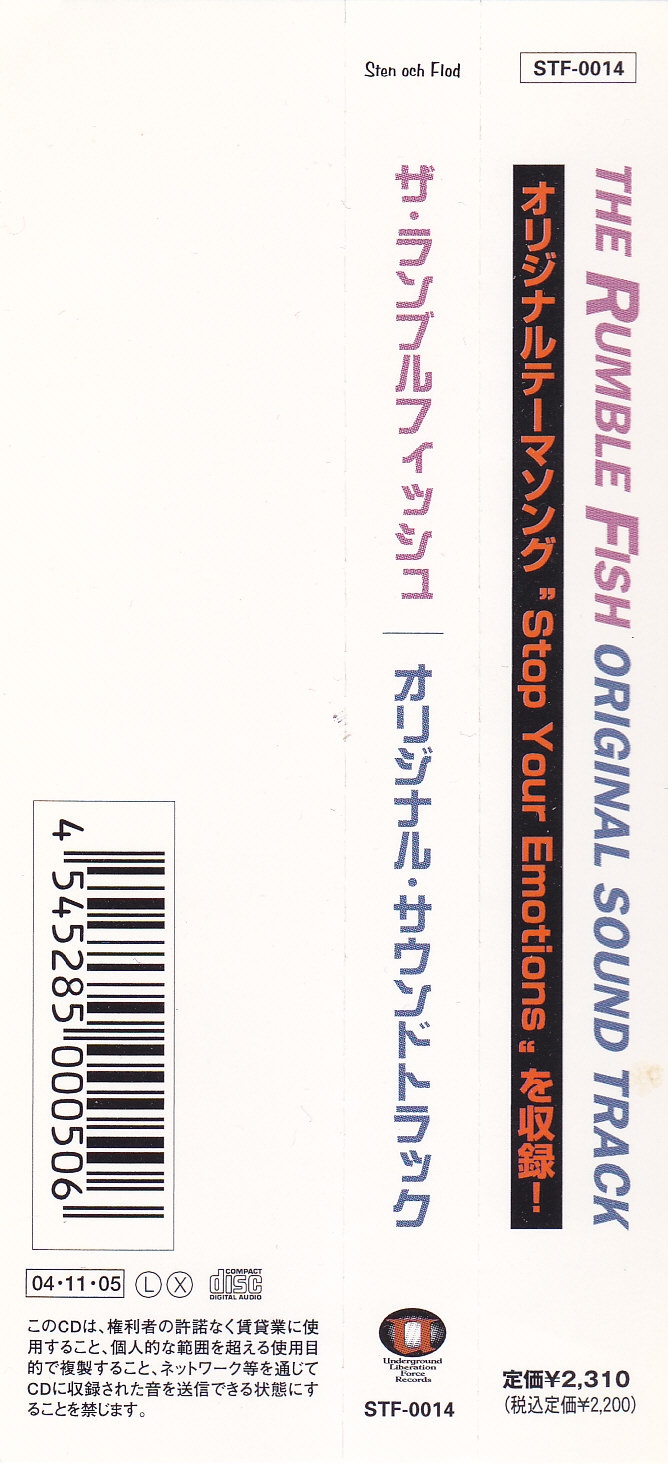 STF-0014
THE RUMBLE FISH ORIGINAL SOUND TRACK
オリジナルテーマソング "Stop Your Emotions" を収録！
定価¥2,310
(税込定価¥2,200)
Sten och Flod
ザ・ランブルフィッシュ
オリジナル・サウンドトラック
U
Underground
Liberation
Force
Records
STF-0014
4 545285 000506
04・11・05 L X COMPACT disc DIGITAL AUDIO
このCDは、権利者の許諾なく賃貸業に使
用すること、個人的な範囲を超える使用目
的で複製すること、ネットワーク等を通じて
CDに収録された音を送信できる状態にす
ることを禁じます。